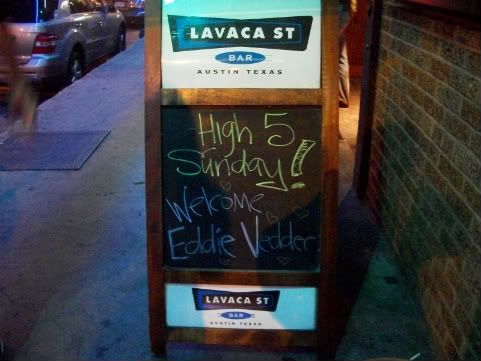 LAVACA ST
BAR
AUSTIN TEXAS
High 5
Sunday!
Welcome
Eddie Vedder!
LAVACA ST
BAR
AUSTIN TEXAS